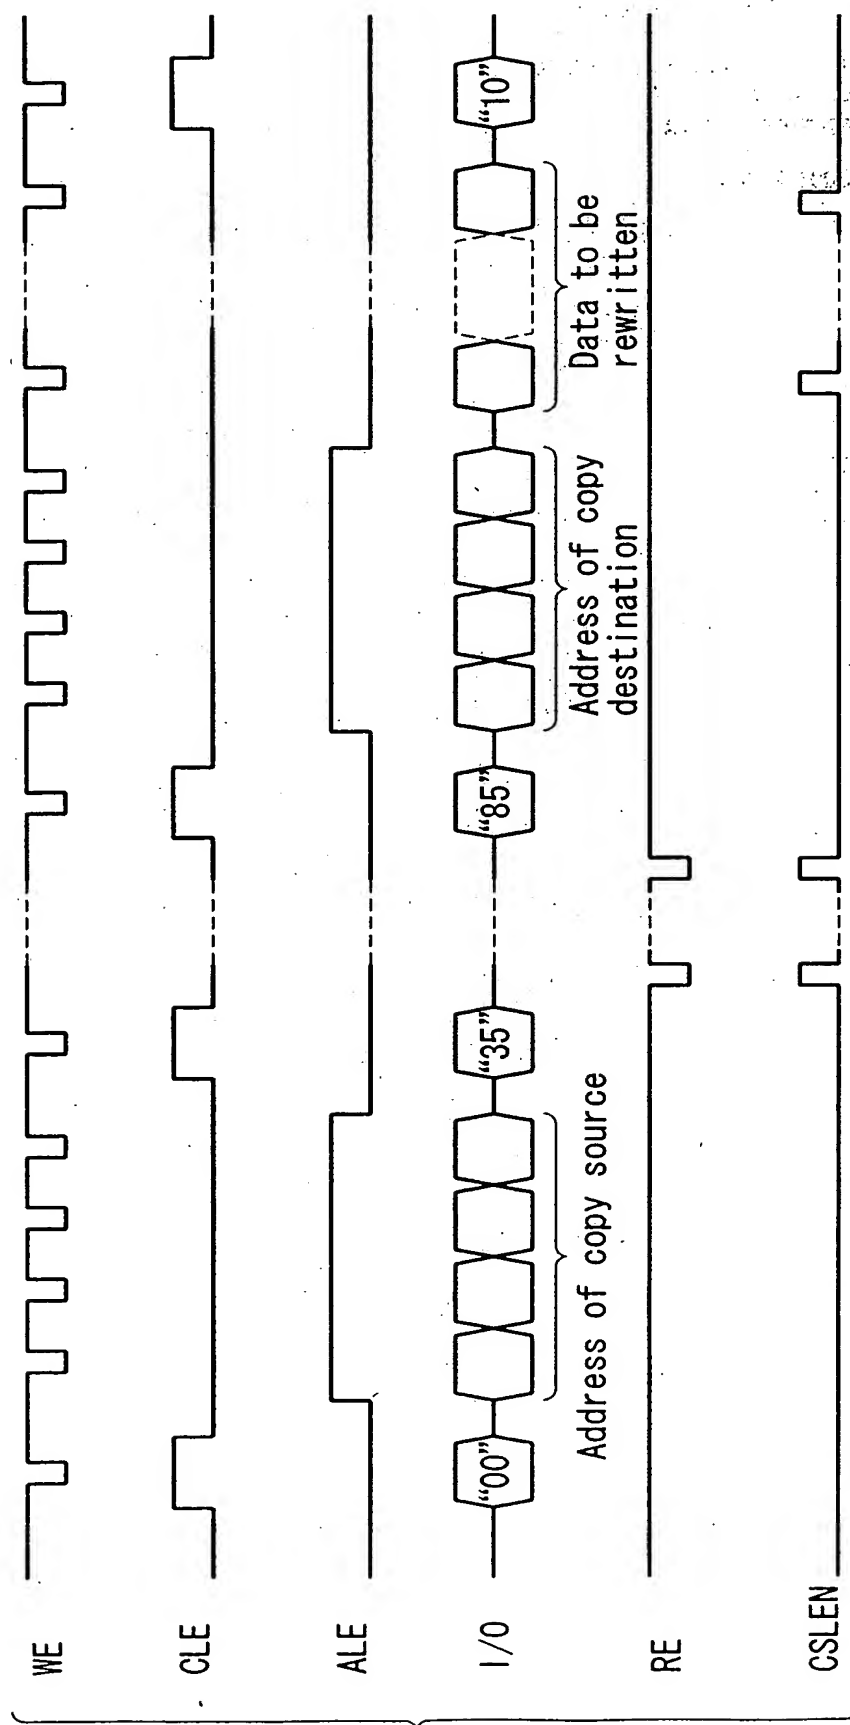 WE
CLE
ALE
I/O
“00”
“35”
“85”
“10”
Address of copy source
Address of copy
destination
Data to be
rewritten
RE
CSLEN